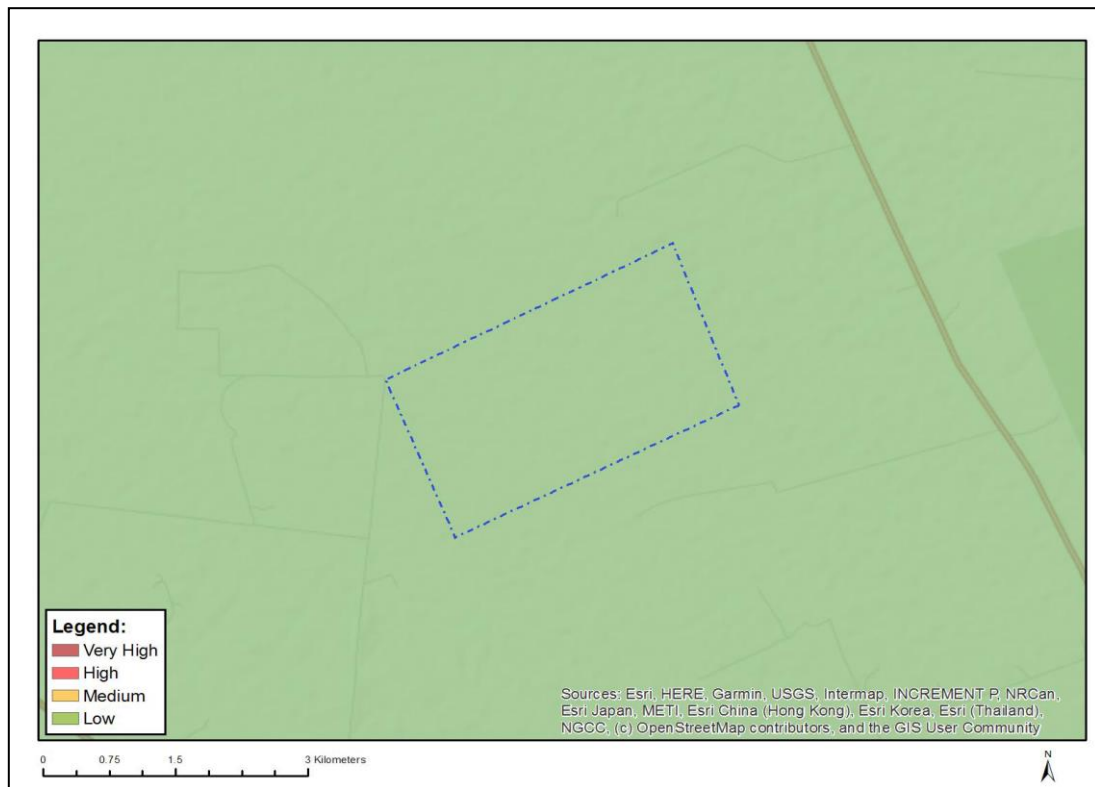 Legend:
Very High
High
Medium
Low
Sources: Esri, HERE, Garmin, USGS, Intermap, INCREMENT P, NRCan,
Esri Japan, METI, Esri China (Hong Kong), Esri Korea, Esri (Thailand),
NGCC, (c) OpenStreetMap contributors, and the GIS User Community
0 0.75 1.5 3 Kilometers
N